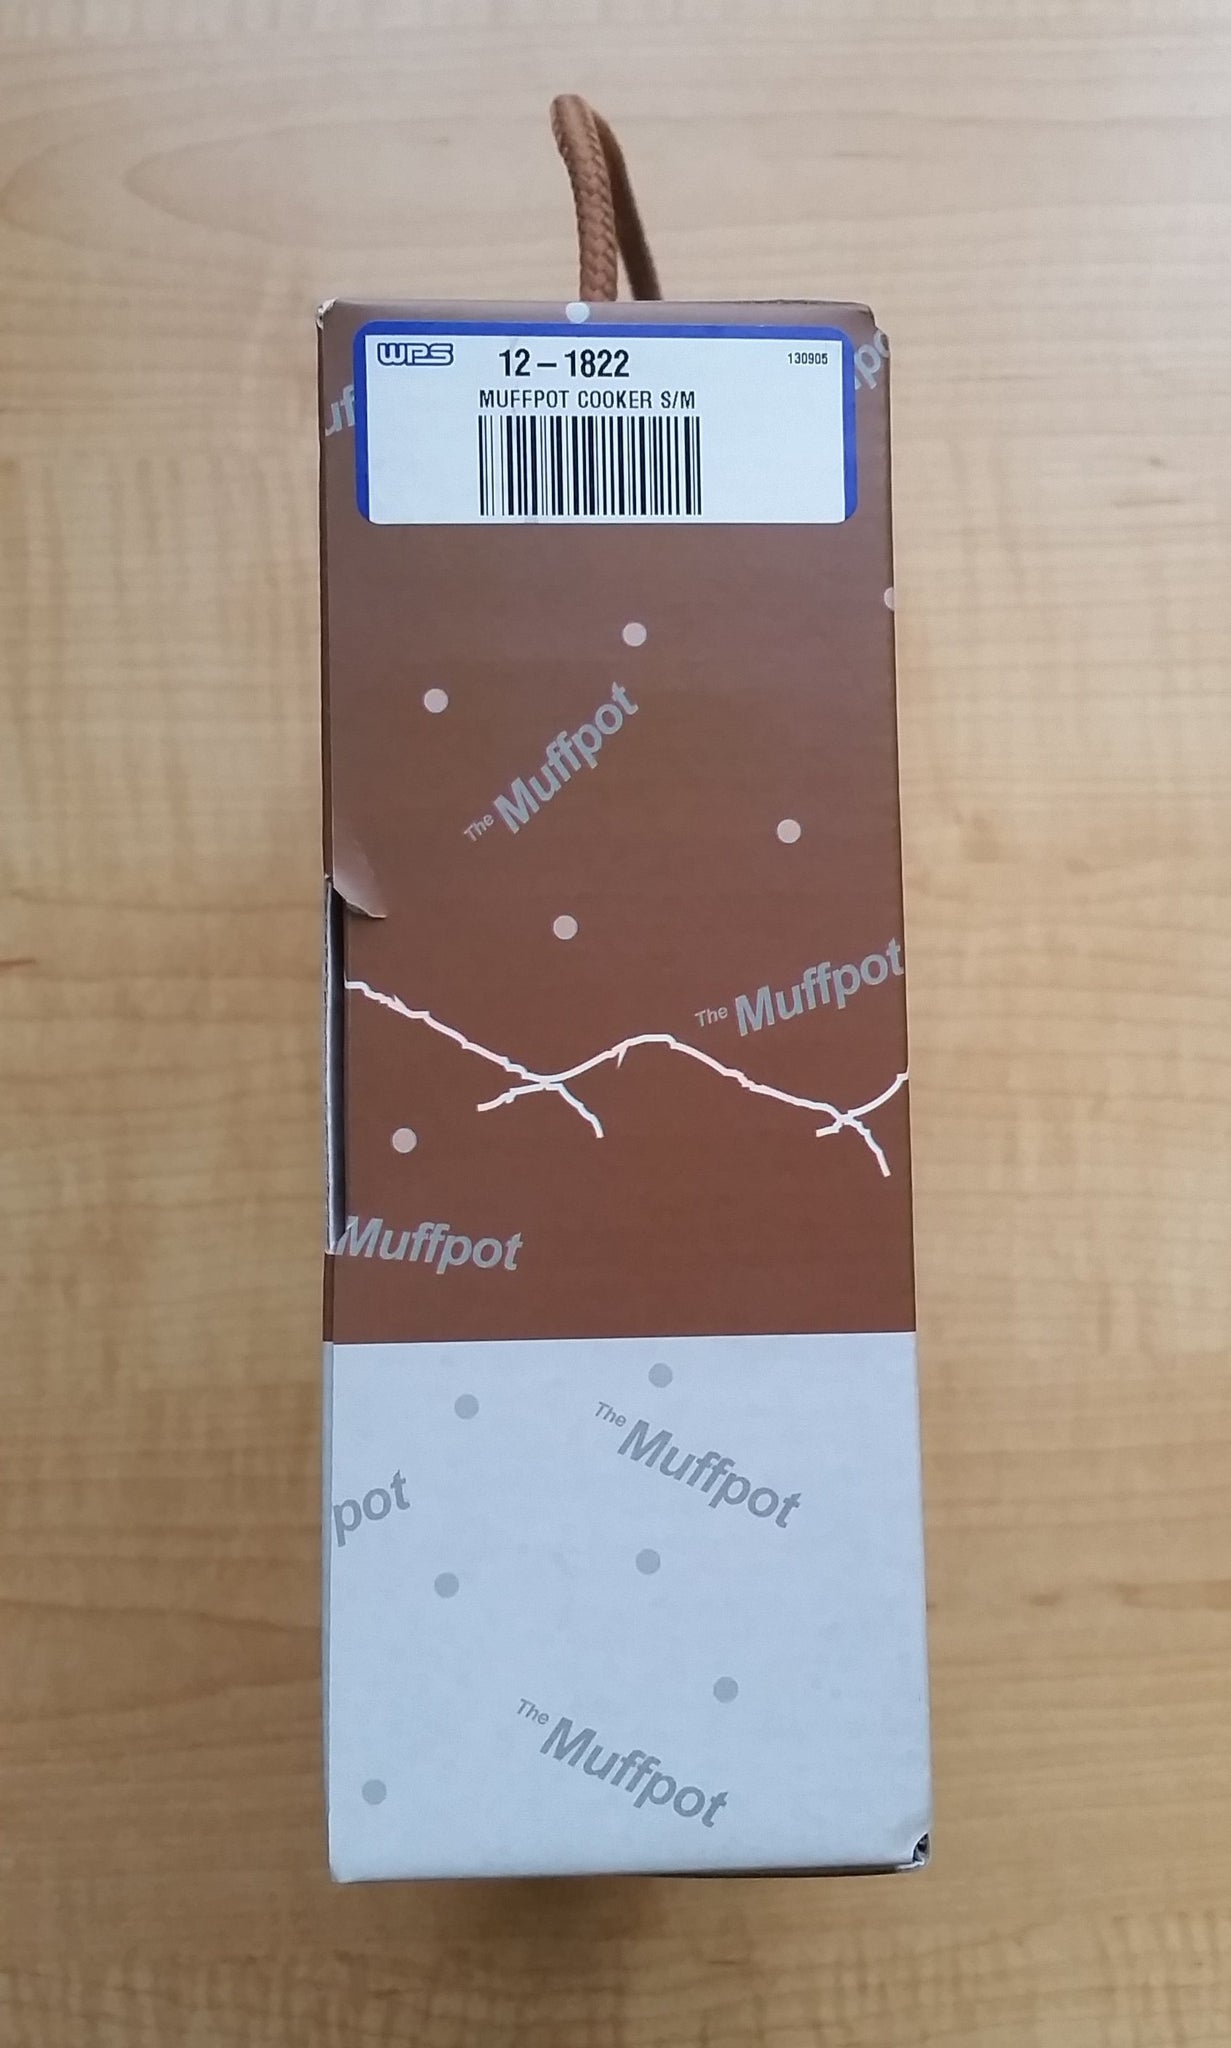 WPS
12-1822
130905
MUFFPOT COOKER S/M
The Muffpot
The Muffpot
Muffpot
The Muffpot
pot
The Muffpot